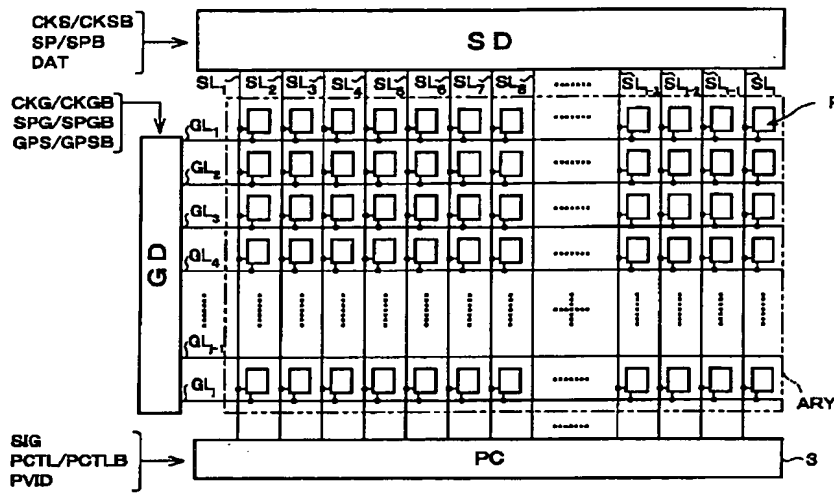 CKS/CKSB
SP/SPB
DAT
SD
SL₁ SL₂ SL₃ SL₄ SL₅ SL₆ SL₇ SL₈
CKG/CKGB
SPG/SPGB
GPS/GPSB
GL₁
GL₂
GL₃
GL₄
GD
ARY
SIG
PCTL/PCTLB
PVID
PC
3